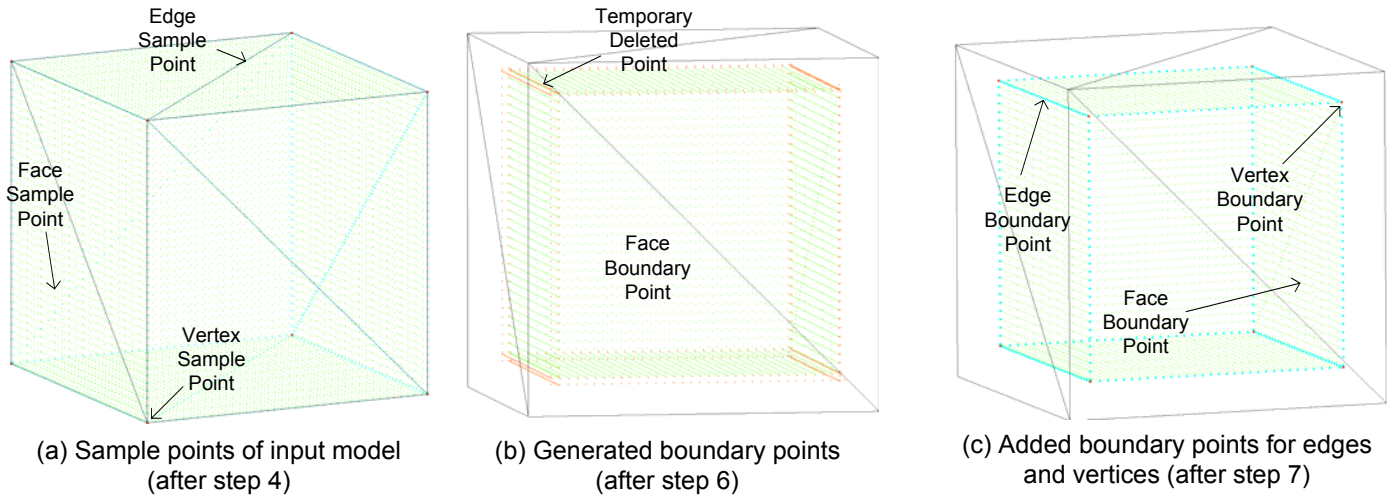 Edge
Sample
Point
Face
Sample
Point
Vertex
Sample
Point
(a) Sample points of input model
(after step 4)
Temporary
Deleted
Point
Face
Boundary
Point
(b) Generated boundary points
(after step 6)
Edge
Boundary
Point
Vertex
Boundary
Point
Face
Boundary
Point
(c) Added boundary points for edges
and vertices (after step 7)